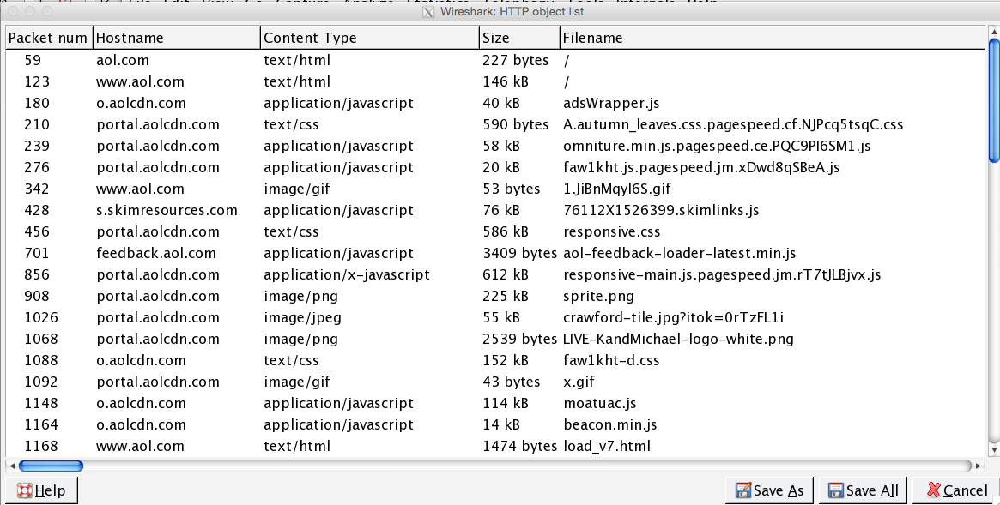 Wireshark: HTTP object list
Packet num Hostname Content Type Size Filename
59 aol.com text/html 227 bytes /
123 www.aol.com text/html 146 kB /
180 o.aolcdn.com application/javascript 40 kB adsWrapper.js
210 portal.aolcdn.com text/css 590 bytes A.autumn_leaves.css.pagespeed.cf.NJPcq5tsqC.css
239 portal.aolcdn.com application/javascript 58 kB omniture.min.js.pagespeed.ce.PQC9PI6SM1.js
276 portal.aolcdn.com application/javascript 20 kB faw1kht.js.pagespeed.jm.xDwd8qSBeA.js
342 www.aol.com image/gif 53 bytes 1.JiBnMqyl6S.gif
428 s.skimresources.com application/javascript 76 kB 76112X1526399.skimlinks.js
456 portal.aolcdn.com text/css 586 kB responsive.css
701 feedback.aol.com application/javascript 3409 bytes aol-feedback-loader-latest.min.js
856 portal.aolcdn.com application/x-javascript 612 kB responsive-main.js.pagespeed.jm.rT7tJLBjvx.js
908 portal.aolcdn.com image/png 225 kB sprite.png
1026 portal.aolcdn.com image/jpeg 55 kB crawford-tile.jpg?itok=0rTzFL1i
1068 portal.aolcdn.com image/png 2539 bytes LIVE-KandMichael-logo-white.png
1088 o.aolcdn.com text/css 152 kB faw1kht-d.css
1092 portal.aolcdn.com image/gif 43 bytes x.gif
1148 o.aolcdn.com application/javascript 114 kB moatuac.js
1164 o.aolcdn.com application/javascript 14 kB beacon.min.js
1168 www.aol.com text/html 1474 bytes load_v7.html
Help Save As Save All Cancel